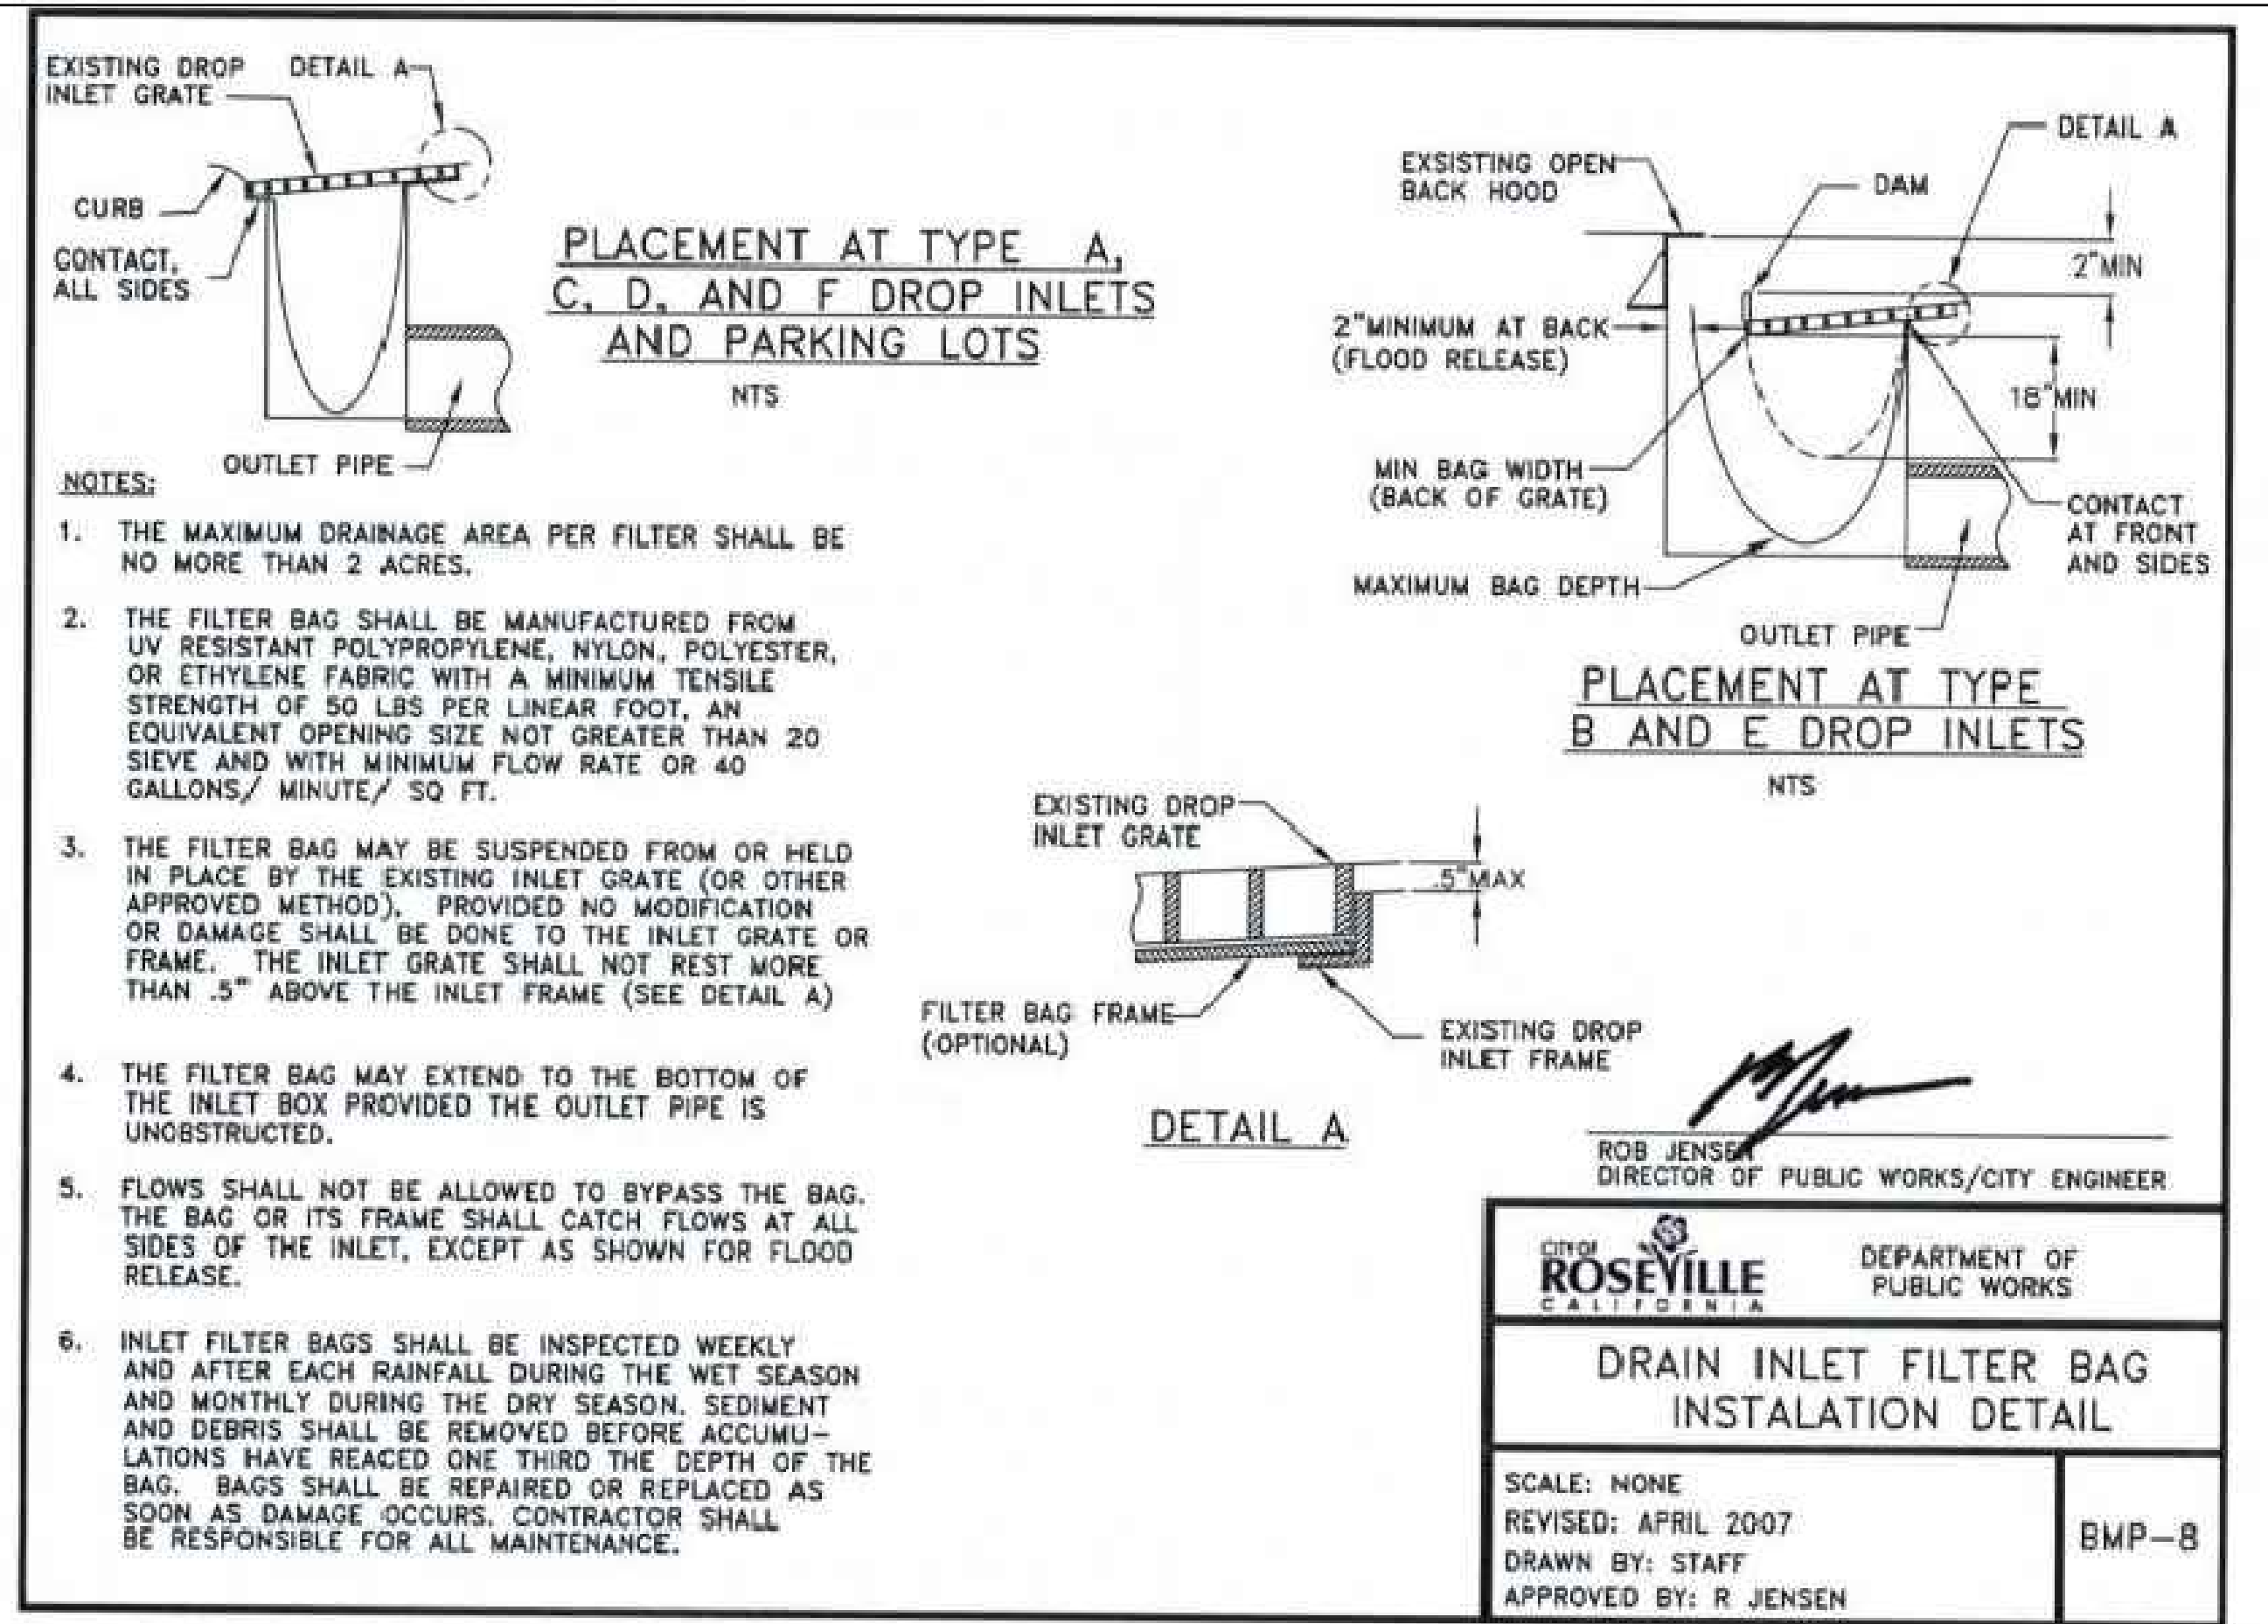 EXISTING DROP
INLET GRATE
DETAIL A
CURB
CONTACT,
ALL SIDES
OUTLET PIPE
PLACEMENT AT TYPE A,
C, D, AND F DROP INLETS
AND PARKING LOTS
NTS
EXSISTING OPEN
BACK HOOD
DAM
DETAIL A
2" MIN
2" MINIMUM AT BACK
(FLOOD RELEASE)
18" MIN
MIN BAG WIDTH
(BACK OF GRATE)
CONTACT
AT FRONT
AND SIDES
MAXIMUM BAG DEPTH
OUTLET PIPE
PLACEMENT AT TYPE
B AND E DROP INLETS
NTS
NOTES:
1. THE MAXIMUM DRAINAGE AREA PER FILTER SHALL BE
NO MORE THAN 2 ACRES.
2. THE FILTER BAG SHALL BE MANUFACTURED FROM
UV RESISTANT POLYPROPYLENE, NYLON, POLYESTER,
OR ETHYLENE FABRIC WITH A MINIMUM TENSILE
STRENGTH OF 50 LBS PER LINEAR FOOT, AN
EQUIVALENT OPENING SIZE NOT GREATER THAN 20
SIEVE AND WITH MINIMUM FLOW RATE OR 40
GALLONS/ MINUTE/ SQ FT.
3. THE FILTER BAG MAY BE SUSPENDED FROM OR HELD
IN PLACE BY THE EXISTING INLET GRATE (OR OTHER
APPROVED METHOD), PROVIDED NO MODIFICATION
OR DAMAGE SHALL BE DONE TO THE INLET GRATE OR
FRAME. THE INLET GRATE SHALL NOT REST MORE
THAN .5" ABOVE THE INLET FRAME (SEE DETAIL A)
4. THE FILTER BAG MAY EXTEND TO THE BOTTOM OF
THE INLET BOX PROVIDED THE OUTLET PIPE IS
UNOBSTRUCTED.
5. FLOWS SHALL NOT BE ALLOWED TO BYPASS THE BAG.
THE BAG OR ITS FRAME SHALL CATCH FLOWS AT ALL
SIDES OF THE INLET, EXCEPT AS SHOWN FOR FLOOD
RELEASE.
6. INLET FILTER BAGS SHALL BE INSPECTED WEEKLY
AND AFTER EACH RAINFALL DURING THE WET SEASON
AND MONTHLY DURING THE DRY SEASON. SEDIMENT
AND DEBRIS SHALL BE REMOVED BEFORE ACCUMU-
LATIONS HAVE REACED ONE THIRD THE DEPTH OF THE
BAG. BAGS SHALL BE REPAIRED OR REPLACED AS
SOON AS DAMAGE OCCURS. CONTRACTOR SHALL
BE RESPONSIBLE FOR ALL MAINTENANCE.
EXISTING DROP
INLET GRATE
.5" MAX
FILTER BAG FRAME
(OPTIONAL)
EXISTING DROP
INLET FRAME
DETAIL A
ROB JENSEN
DIRECTOR OF PUBLIC WORKS/CITY ENGINEER
CITY OF
ROSEVILLE
CALIFORNIA
DEPARTMENT OF
PUBLIC WORKS
DRAIN INLET FILTER BAG
INSTALATION DETAIL
SCALE: NONE
REVISED: APRIL 2007
DRAWN BY: STAFF
APPROVED BY: R JENSEN
BMP-8